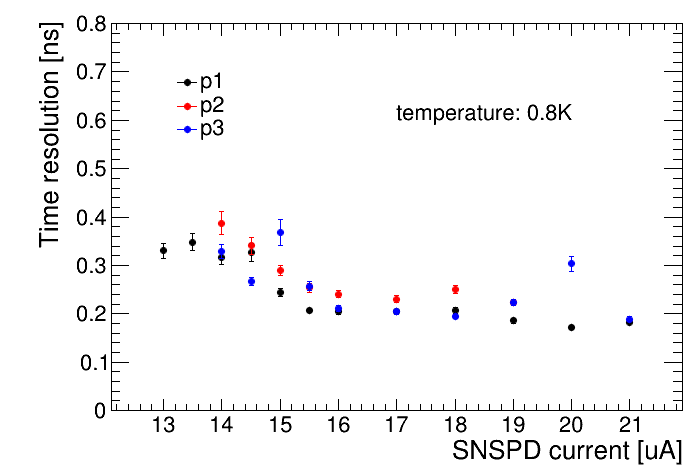 Time resolution [ns]
0.8
0.7
0.6
0.5
0.4
0.3
0.2
0.1
0
p1
p2
p3
temperature: 0.8K
13 14 15 16 17 18 19 20 21
SNSPD current [uA]